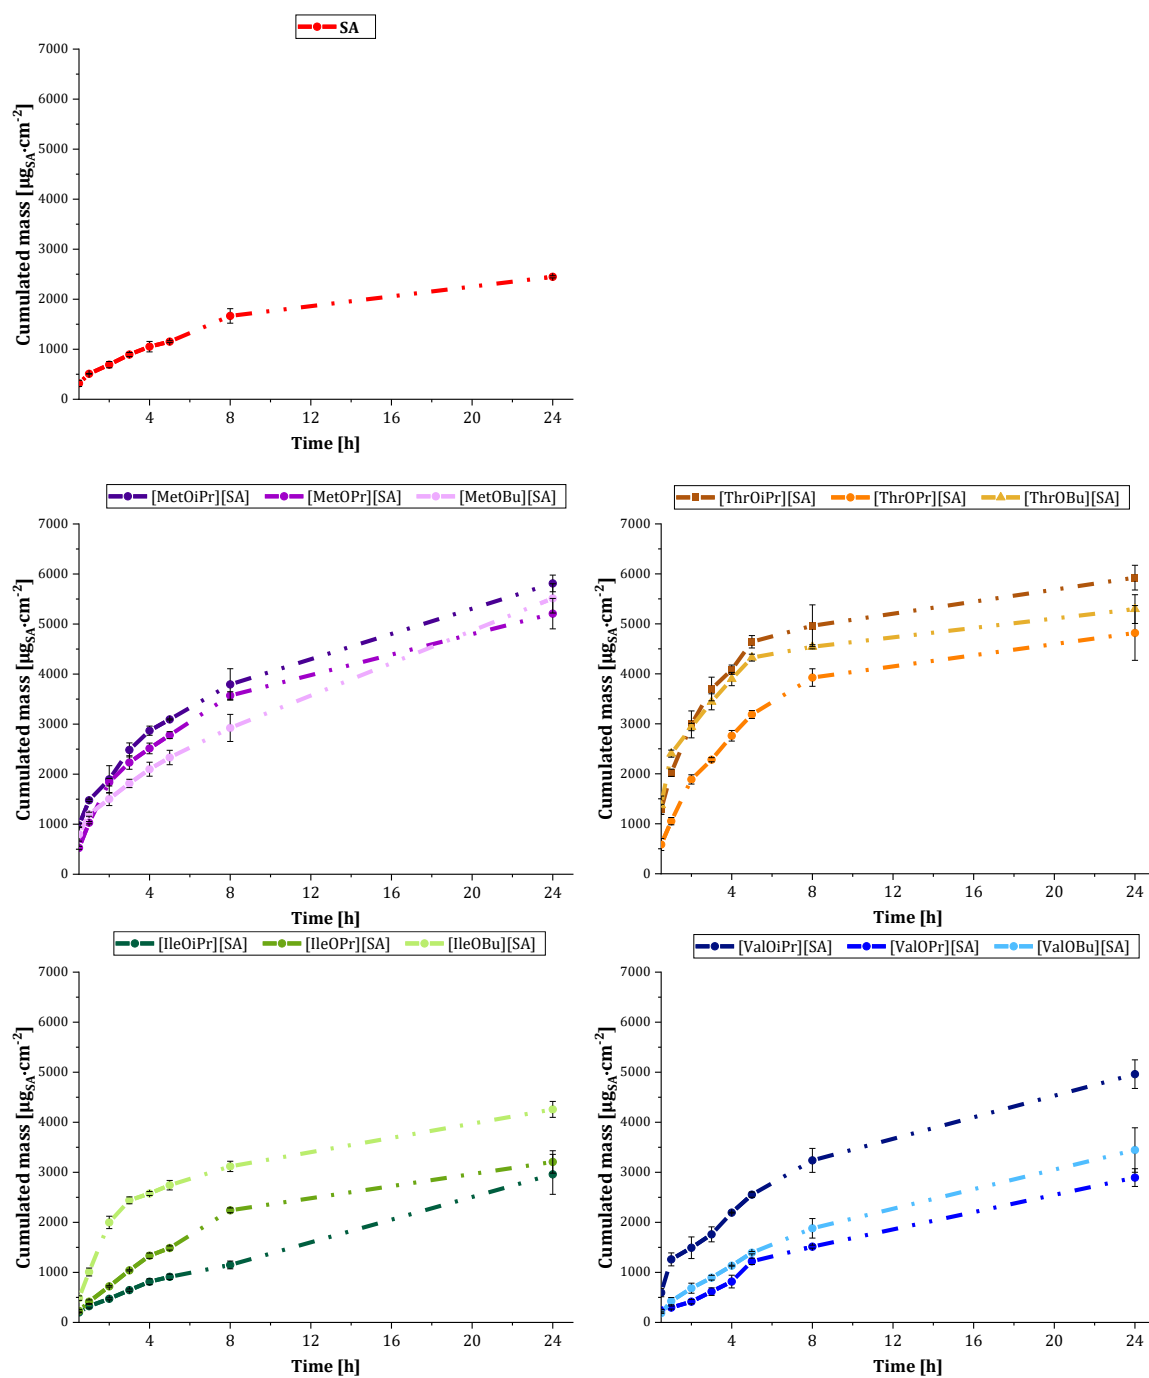 SA
7000
6000
5000
4000
3000
2000
1000
0
Cumulated mass [µgSA·cm-2]
4 8 12 16 20 24
Time [h]
[MetOiPr][SA] [MetOPr][SA] [MetOBu][SA]
7000
6000
5000
4000
3000
2000
1000
0
Cumulated mass [µgSA·cm-2]
4 8 12 16 20 24
Time [h]
[ThrOiPr][SA] [ThrOPr][SA] [ThrOBu][SA]
7000
6000
5000
4000
3000
2000
1000
0
Cumulated mass [µgSA·cm-2]
4 8 12 16 20 24
Time [h]
[IleOiPr][SA] [IleOPr][SA] [IleOBu][SA]
7000
6000
5000
4000
3000
2000
1000
0
Cumulated mass [µgSA·cm-2]
4 8 12 16 20 24
Time [h]
[ValOiPr][SA] [ValOPr][SA] [ValOBu][SA]
7000
6000
5000
4000
3000
2000
1000
0
Cumulated mass [µgSA·cm-2]
4 8 12 16 20 24
Time [h]